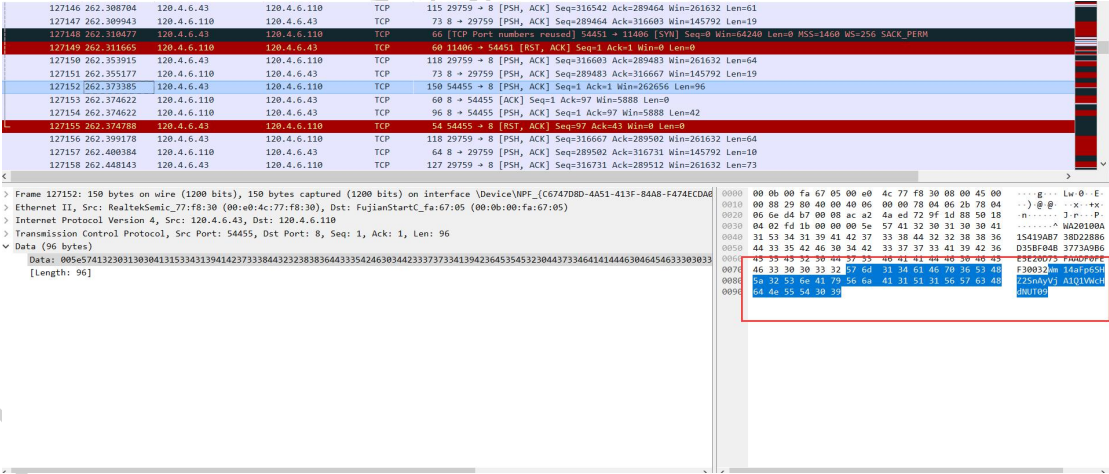 127146 262.308704 120.4.6.43 120.4.6.110 TCP 115 29759 → 8 [PSH, ACK] Seq=316542 Ack=289464 Win=261632 Len=61
127147 262.309943 120.4.6.110 120.4.6.43 TCP 73 8 → 29759 [PSH, ACK] Seq=289464 Ack=316603 Win=145792 Len=19
127148 262.310477 120.4.6.43 120.4.6.110 TCP 66 [TCP Port numbers reused] 54451 → 11406 [SYN] Seq=0 Win=64240 Len=0 MSS=1460 WS=256 SACK_PERM
127149 262.311665 120.4.6.110 120.4.6.43 TCP 60 11406 → 54451 [RST, ACK] Seq=1 Ack=1 Win=0 Len=0
127150 262.353915 120.4.6.43 120.4.6.110 TCP 118 29759 → 8 [PSH, ACK] Seq=316603 Ack=289483 Win=261632 Len=64
127151 262.355177 120.4.6.110 120.4.6.43 TCP 73 8 → 29759 [PSH, ACK] Seq=289483 Ack=316667 Win=145792 Len=19
127152 262.373385 120.4.6.43 120.4.6.110 TCP 150 54455 → 8 [PSH, ACK] Seq=1 Ack=1 Win=262656 Len=96
127153 262.374622 120.4.6.110 120.4.6.43 TCP 60 8 → 54455 [ACK] Seq=1 Ack=97 Win=5888 Len=0
127154 262.374622 120.4.6.110 120.4.6.43 TCP 96 8 → 54455 [PSH, ACK] Seq=1 Ack=97 Win=5888 Len=42
127155 262.374788 120.4.6.43 120.4.6.110 TCP 54 54455 → 8 [RST, ACK] Seq=97 Ack=43 Win=0 Len=0
127156 262.399178 120.4.6.43 120.4.6.110 TCP 118 29759 → 8 [PSH, ACK] Seq=316667 Ack=289502 Win=261632 Len=64
127157 262.400384 120.4.6.110 120.4.6.43 TCP 64 8 → 29759 [PSH, ACK] Seq=289502 Ack=316731 Win=145792 Len=10
127158 262.448143 120.4.6.43 120.4.6.110 TCP 127 29759 → 8 [PSH, ACK] Seq=316731 Ack=289512 Win=261632 Len=73
Frame 127152: 150 bytes on wire (1200 bits), 150 bytes captured (1200 bits) on interface \Device\NPF_{C6747D8D-4A51-413F-84A8-F474ECDA0
Ethernet II, Src: RealtekSemic_77:f8:30 (00:e0:4c:77:f8:30), Dst: FujianStartC_fa:67:05 (00:0b:00:fa:67:05)
Internet Protocol Version 4, Src: 120.4.6.43, Dst: 120.4.6.110
Transmission Control Protocol, Src Port: 54455, Dst Port: 8, Seq: 1, Ack: 1, Len: 96
Data (96 bytes)
[Length: 96]
0000 00 0b 00 fa 67 05 00 e0 4c 77 f8 30 08 00 45 00 ····g··· Lw·0··E·
0010 00 88 29 80 40 00 40 06 00 00 78 04 06 2b 78 04 ··)·@·@· ··x··+x·
0020 06 6e d4 b7 00 08 ac a2 4a ed 72 9f 1d 88 50 18 ·n······ J·r···P·
0030 04 02 fd 1b 00 00 00 5e 57 41 32 30 31 30 30 41 ·······^ WA20100A
0040 31 53 34 31 39 41 42 37 33 38 44 32 32 38 38 36 1S419AB7 38D22886
0050 44 33 35 42 46 30 34 42 33 37 37 33 41 39 42 36 D35BF04B 3773A9B6
0070 46 33 30 30 33 32 57 6d 31 34 61 46 70 36 53 48 F30032Wm 14aFp6SH
0080 5a 32 53 6e 41 79 56 6a 41 31 51 31 56 57 63 48 Z2SnAyVj A1Q1VWcH
0090 64 4e 55 54 30 39 dNUT09